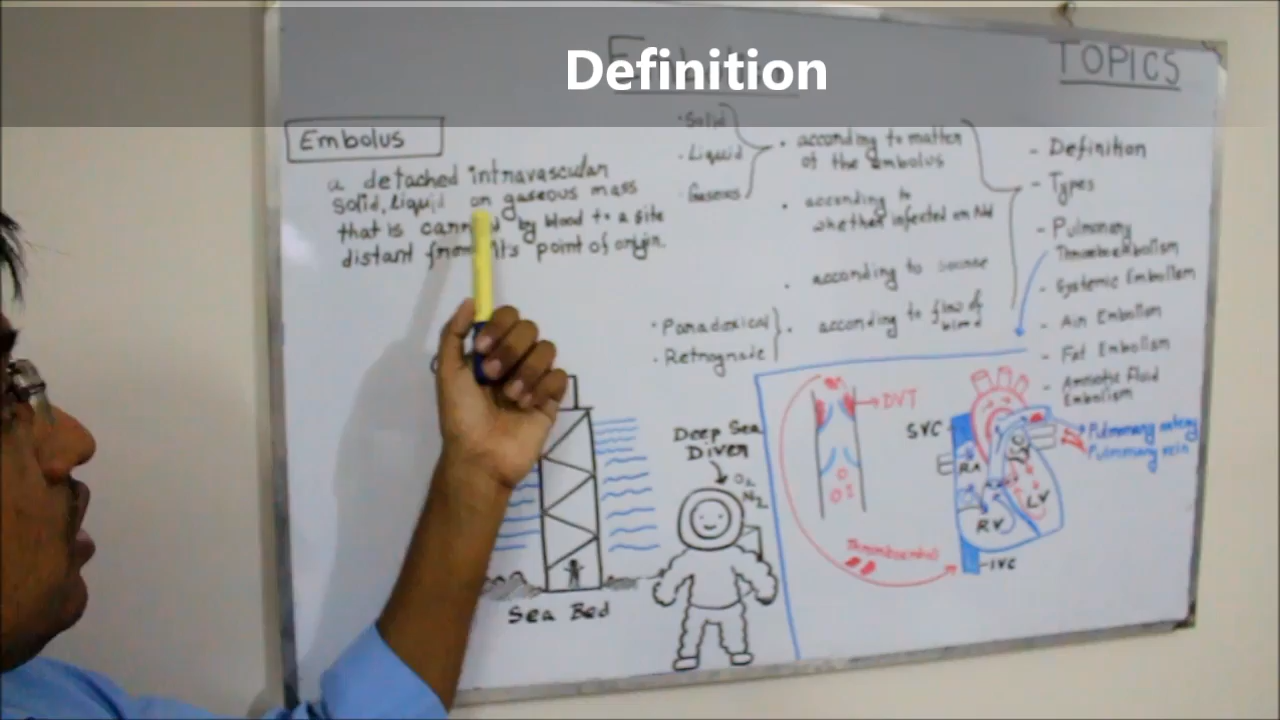 Definition
TOPICS
Embolus
a detached intravascular
solid, liquid or gaseous mass
that is carried by blood to a site
distant from its point of origin.
• Solid
• Liquid
• Gaseous
• according to matter
of the embolus
• according to
whether infected or Not
• according to source
• Paradoxical
• Retrograde
• according to flow of
blood
- Definition
- Types
- Pulmonary
Thromboembolism
- Systemic Embolism
- Air Embolism
- Fat Embolism
- Amniotic Fluid
Embolism
Deep Sea
Diver
O2
N2
Sea Bed
DVT
Thromboemboli
SVC
RA
RV
LV
IVC
Pulmonary artery
Pulmonary vein